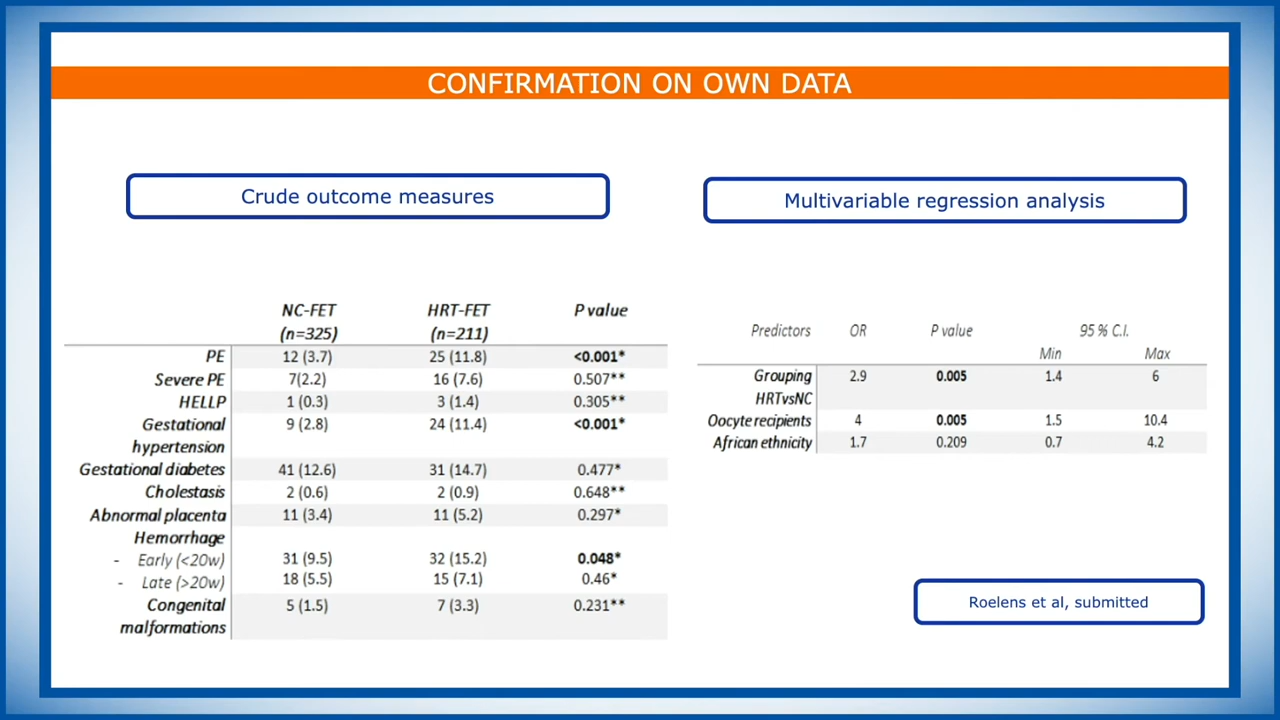 CONFIRMATION ON OWN DATA
Crude outcome measures
NC-FET HRT-FET P value
(n=325) (n=211)
PE 12 (3.7) 25 (11.8) <0.001*
Severe PE 7(2.2) 16 (7.6) 0.507**
HELLP 1 (0.3) 3 (1.4) 0.305**
Gestational 9 (2.8) 24 (11.4) <0.001*
hypertension
Gestational diabetes 41 (12.6) 31 (14.7) 0.477*
Cholestasis 2 (0.6) 2 (0.9) 0.648**
Abnormal placenta 11 (3.4) 11 (5.2) 0.297*
Hemorrhage
- Early (<20w) 31 (9.5) 32 (15.2) 0.048*
- Late (>20w) 18 (5.5) 15 (7.1) 0.46*
Congenital 5 (1.5) 7 (3.3) 0.231**
malformations
Multivariable regression analysis
Predictors OR P value 95 % C.I.
Min Max
Grouping 2.9 0.005 1.4 6
HRTvsNC
Oocyte recipients 4 0.005 1.5 10.4
African ethnicity 1.7 0.209 0.7 4.2
Roelens et al, submitted